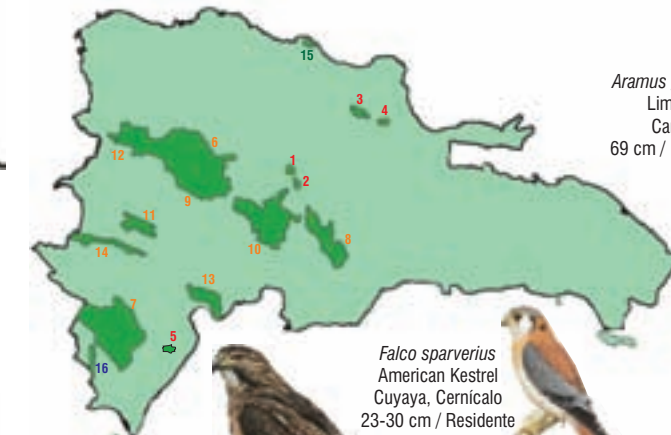 15
3
4
Aramus
Lim
Ca
69 cm /
6
12
1
2
9
11
10
8
14
13
7
5
16
Falco sparverius
American Kestrel
Cuyaya, Cernícalo
23-30 cm / Residente